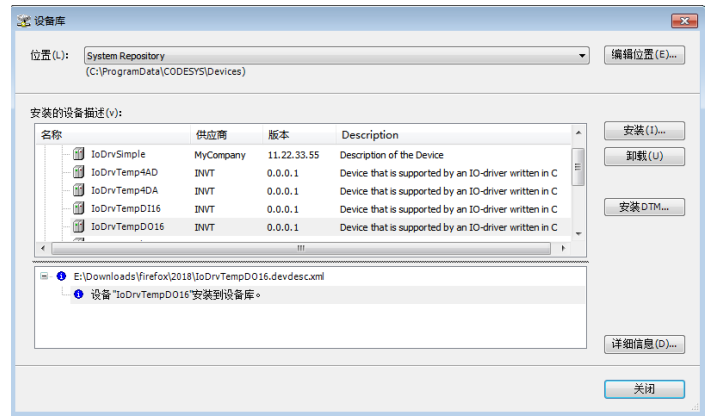 设备库
位置(L): System Repository 编辑位置(E)...
(C:\ProgramData\CODESYS\Devices)
安装的设备描述(v):
名称 供应商 版本 Description 安装(I)...
IoDrvSimple MyCompany 11.22.33.55 Description of the Device 卸载(U)
IoDrvTemp4AD INVT 0.0.0.1 Device that is supported by an IO-driver written in C
IoDrvTemp4DA INVT 0.0.0.1 Device that is supported by an IO-driver written in C
IoDrvTempDI16 INVT 0.0.0.1 Device that is supported by an IO-driver written in C 安装DTM...
IoDrvTempDO16 INVT 0.0.0.1 Device that is supported by an IO-driver written in C
E:\Downloads\firefox\2018\IoDrvTempDO16.devdesc.xml
设备"IoDrvTempDO16"安装到设备库。
详细信息(D)...
关闭